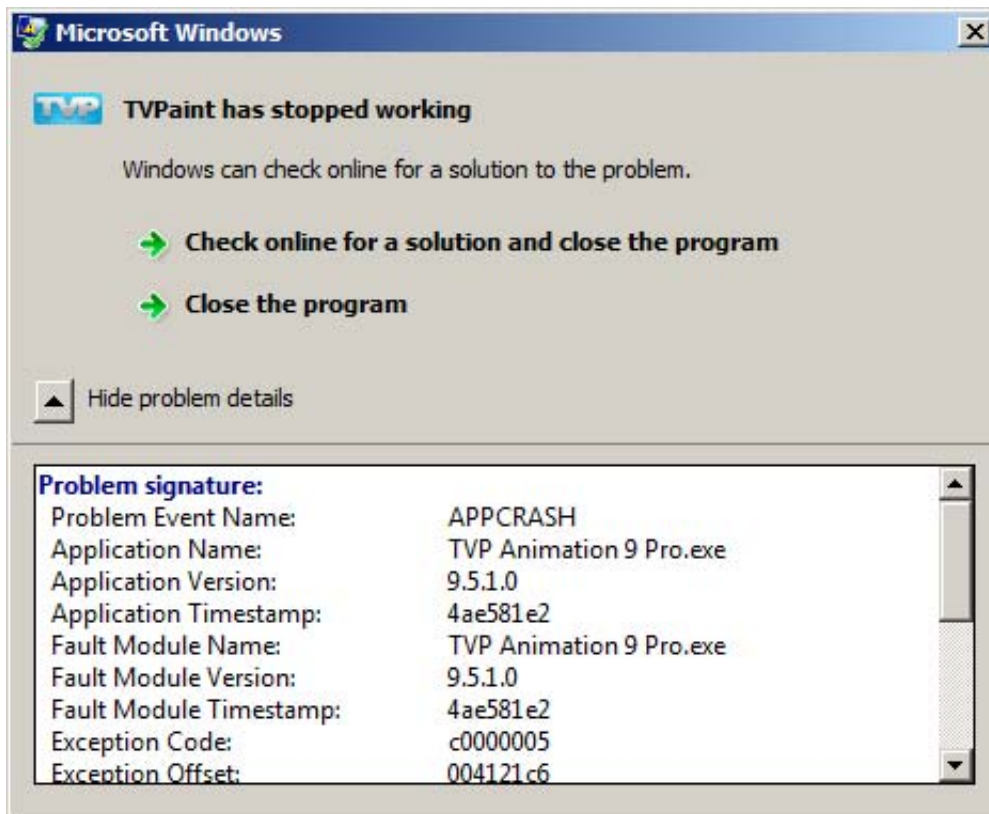 Microsoft Windows
TVP TVPaint has stopped working
Windows can check online for a solution to the problem.
Check online for a solution and close the program
Close the program
Hide problem details
Problem signature:
Problem Event Name: APPCRASH
Application Name: TVP Animation 9 Pro.exe
Application Version: 9.5.1.0
Application Timestamp: 4ae581e2
Fault Module Name: TVP Animation 9 Pro.exe
Fault Module Version: 9.5.1.0
Fault Module Timestamp: 4ae581e2
Exception Code: c0000005
Exception Offset: 004121c6